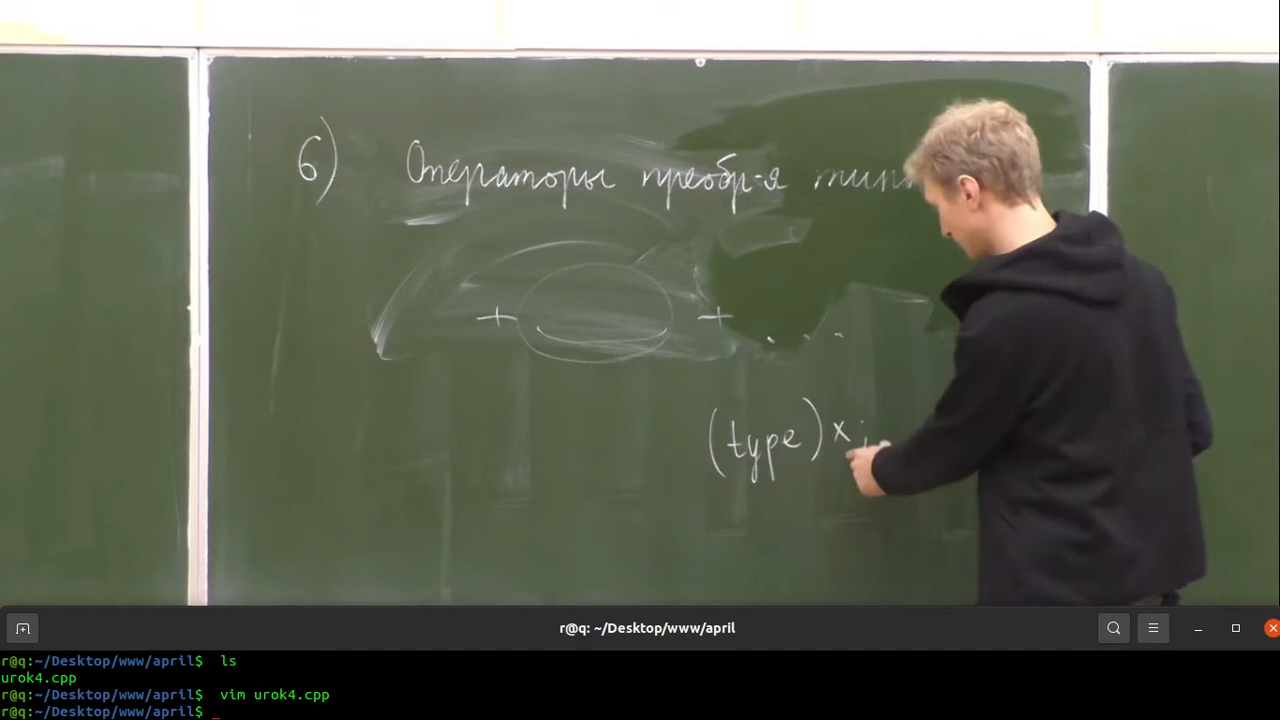 6) Операторы преобр-я тип
+ +
(type) x ;
r@q: ~/Desktop/www/april
r@q:~/Desktop/www/april$ ls
urok4.cpp
r@q:~/Desktop/www/april$ vim urok4.cpp
r@q:~/Desktop/www/april$